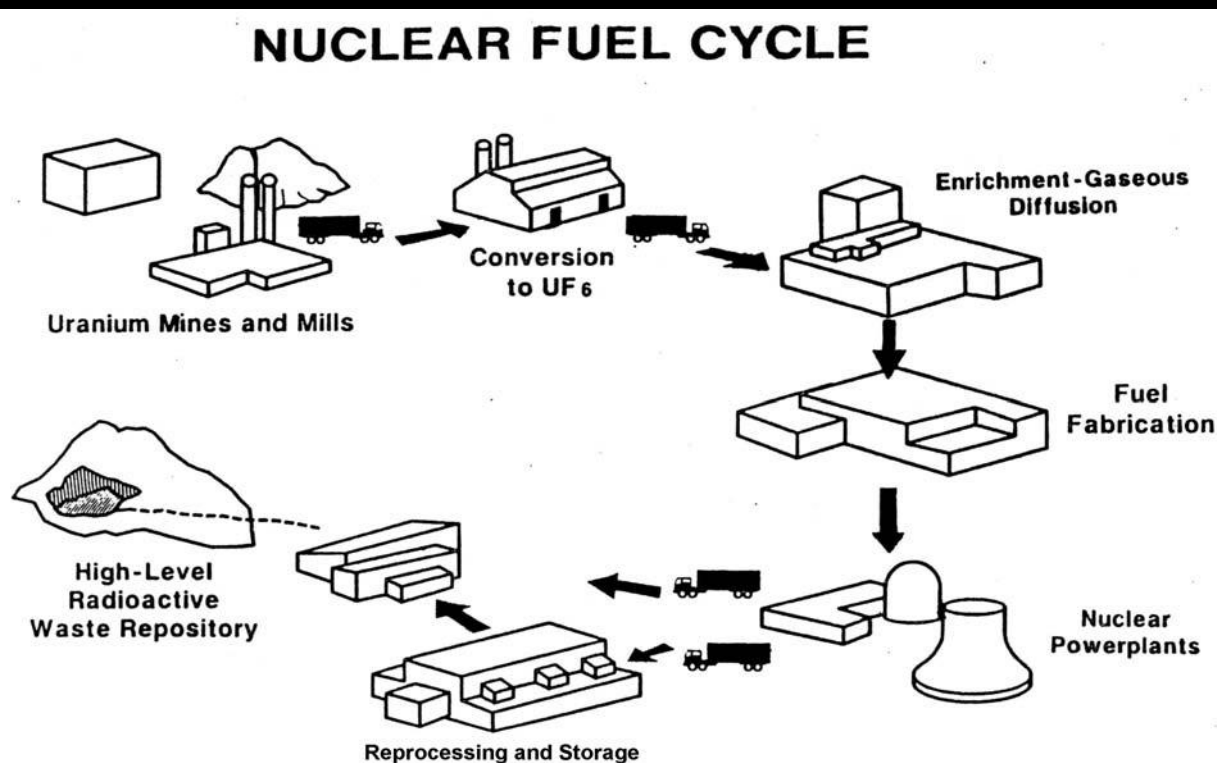 NUCLEAR FUEL CYCLE
Uranium Mines and Mills
Conversion
to UF6
Enrichment-Gaseous
Diffusion
Fuel
Fabrication
Nuclear
Powerplants
Reprocessing and Storage
High-Level
Radioactive
Waste Repository